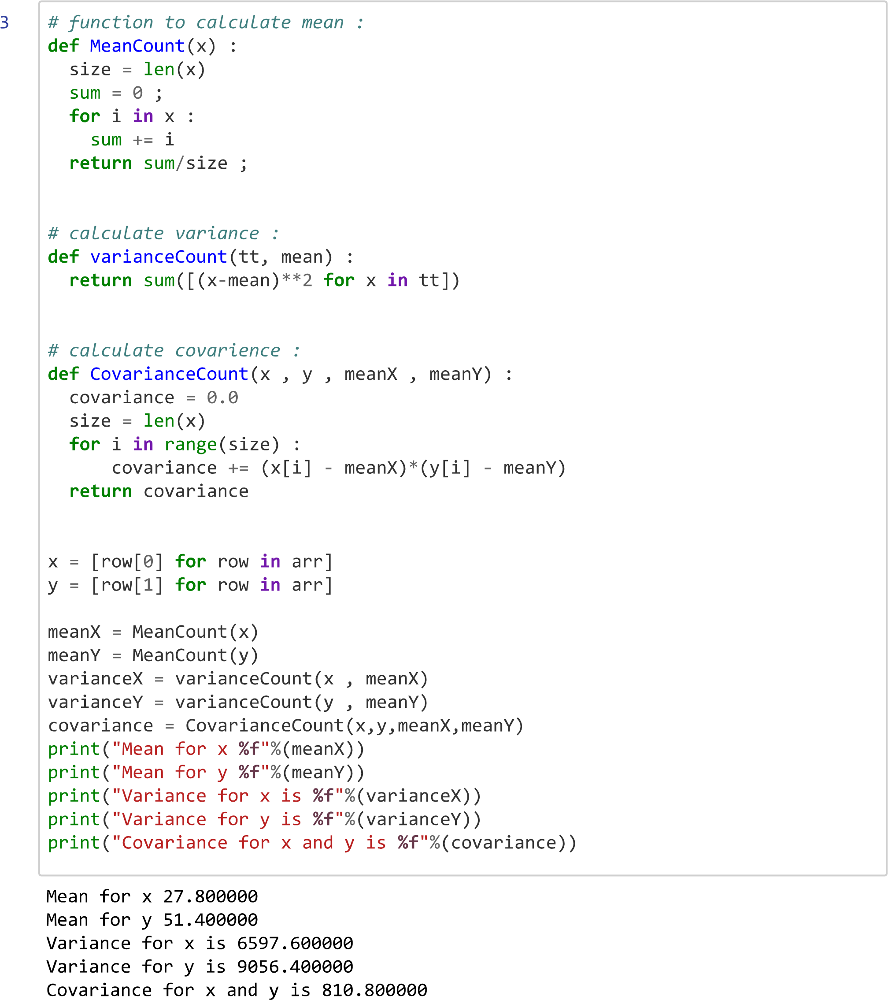 3
# function to calculate mean :
def MeanCount(x) :
  size = len(x)
  sum = 0 ;
  for i in x :
    sum += i
  return sum/size ;
# calculate variance :
def varianceCount(tt, mean) :
  return sum([(x-mean)**2 for x in tt])
# calculate covarience :
def CovarianceCount(x , y , meanX , meanY) :
  covariance = 0.0
  size = len(x)
  for i in range(size) :
      covariance += (x[i] - meanX)*(y[i] - meanY)
  return covariance
x = [row[0] for row in arr]
y = [row[1] for row in arr]
meanX = MeanCount(x)
meanY = MeanCount(y)
varianceX = varianceCount(x , meanX)
varianceY = varianceCount(y , meanY)
covariance = CovarianceCount(x,y,meanX,meanY)
print("Mean for x %f"%(meanX))
print("Mean for y %f"%(meanY))
print("Variance for x is %f"%(varianceX))
print("Variance for y is %f"%(varianceY))
print("Covariance for x and y is %f"%(covariance))
Mean for x 27.800000
Mean for y 51.400000
Variance for x is 6597.600000
Variance for y is 9056.400000
Covariance for x and y is 810.800000